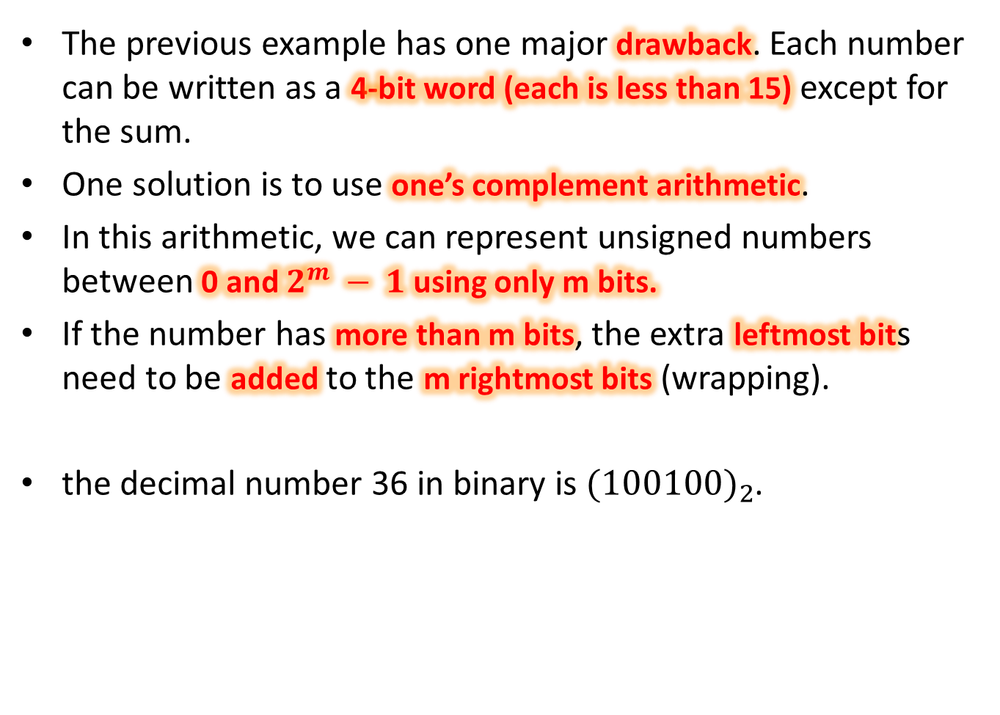 • The previous example has one major drawback. Each number
can be written as a 4-bit word (each is less than 15) except for
the sum.
• One solution is to use one’s complement arithmetic.
• In this arithmetic, we can represent unsigned numbers
between 0 and 2^m − 1 using only m bits.
• If the number has more than m bits, the extra leftmost bits
need to be added to the m rightmost bits (wrapping).
• the decimal number 36 in binary is (100100)₂.